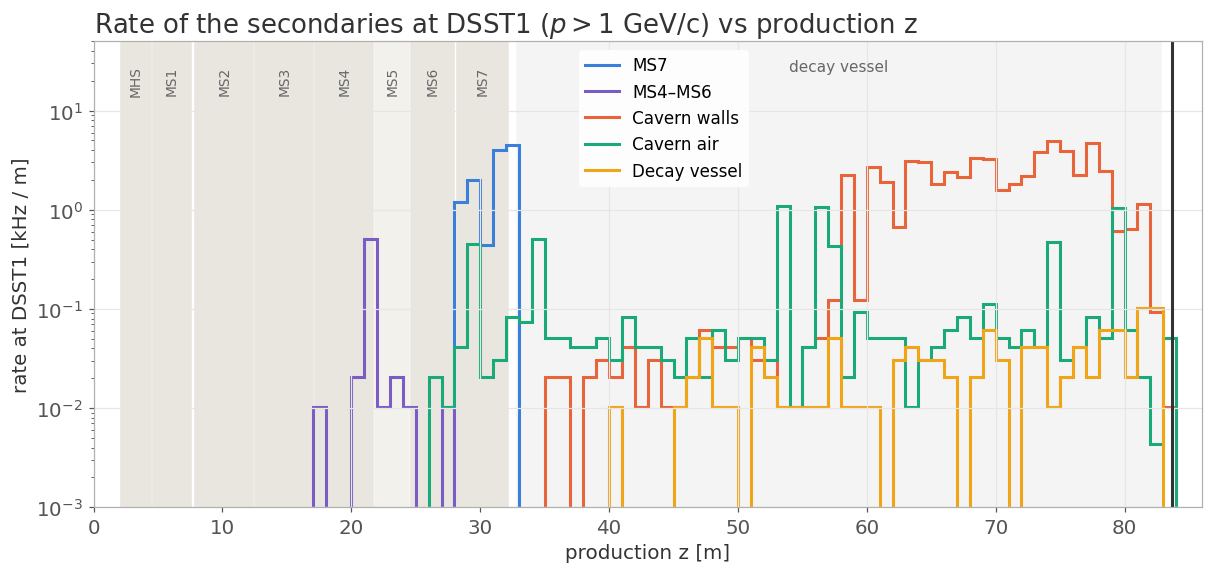 Rate of the secondaries at DSST1 (p > 1 GeV/c) vs production z
MHS
MS1
MS2
MS3
MS4
MS5
MS6
MS7
decay vessel
MS7
MS4–MS6
Cavern walls
Cavern air
Decay vessel
rate at DSST1 [kHz / m]
10¹
10⁰
10⁻¹
10⁻²
10⁻³
0 10 20 30 40 50 60 70 80
production z [m]